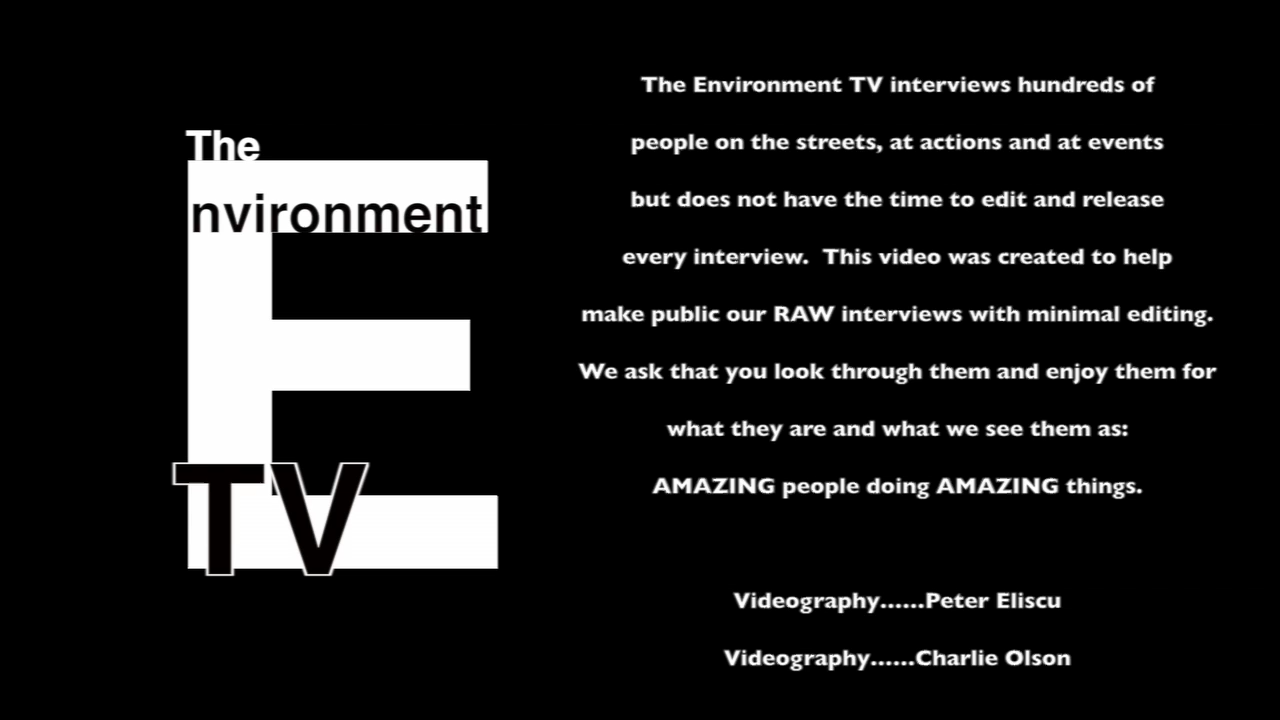 The
nvironment
TV
The Environment TV interviews hundreds of
people on the streets, at actions and at events
but does not have the time to edit and release
every interview.  This video was created to help
make public our RAW interviews with minimal editing.
We ask that you look through them and enjoy them for
what they are and what we see them as:
AMAZING people doing AMAZING things.
Videography......Peter Eliscu
Videography......Charlie Olson